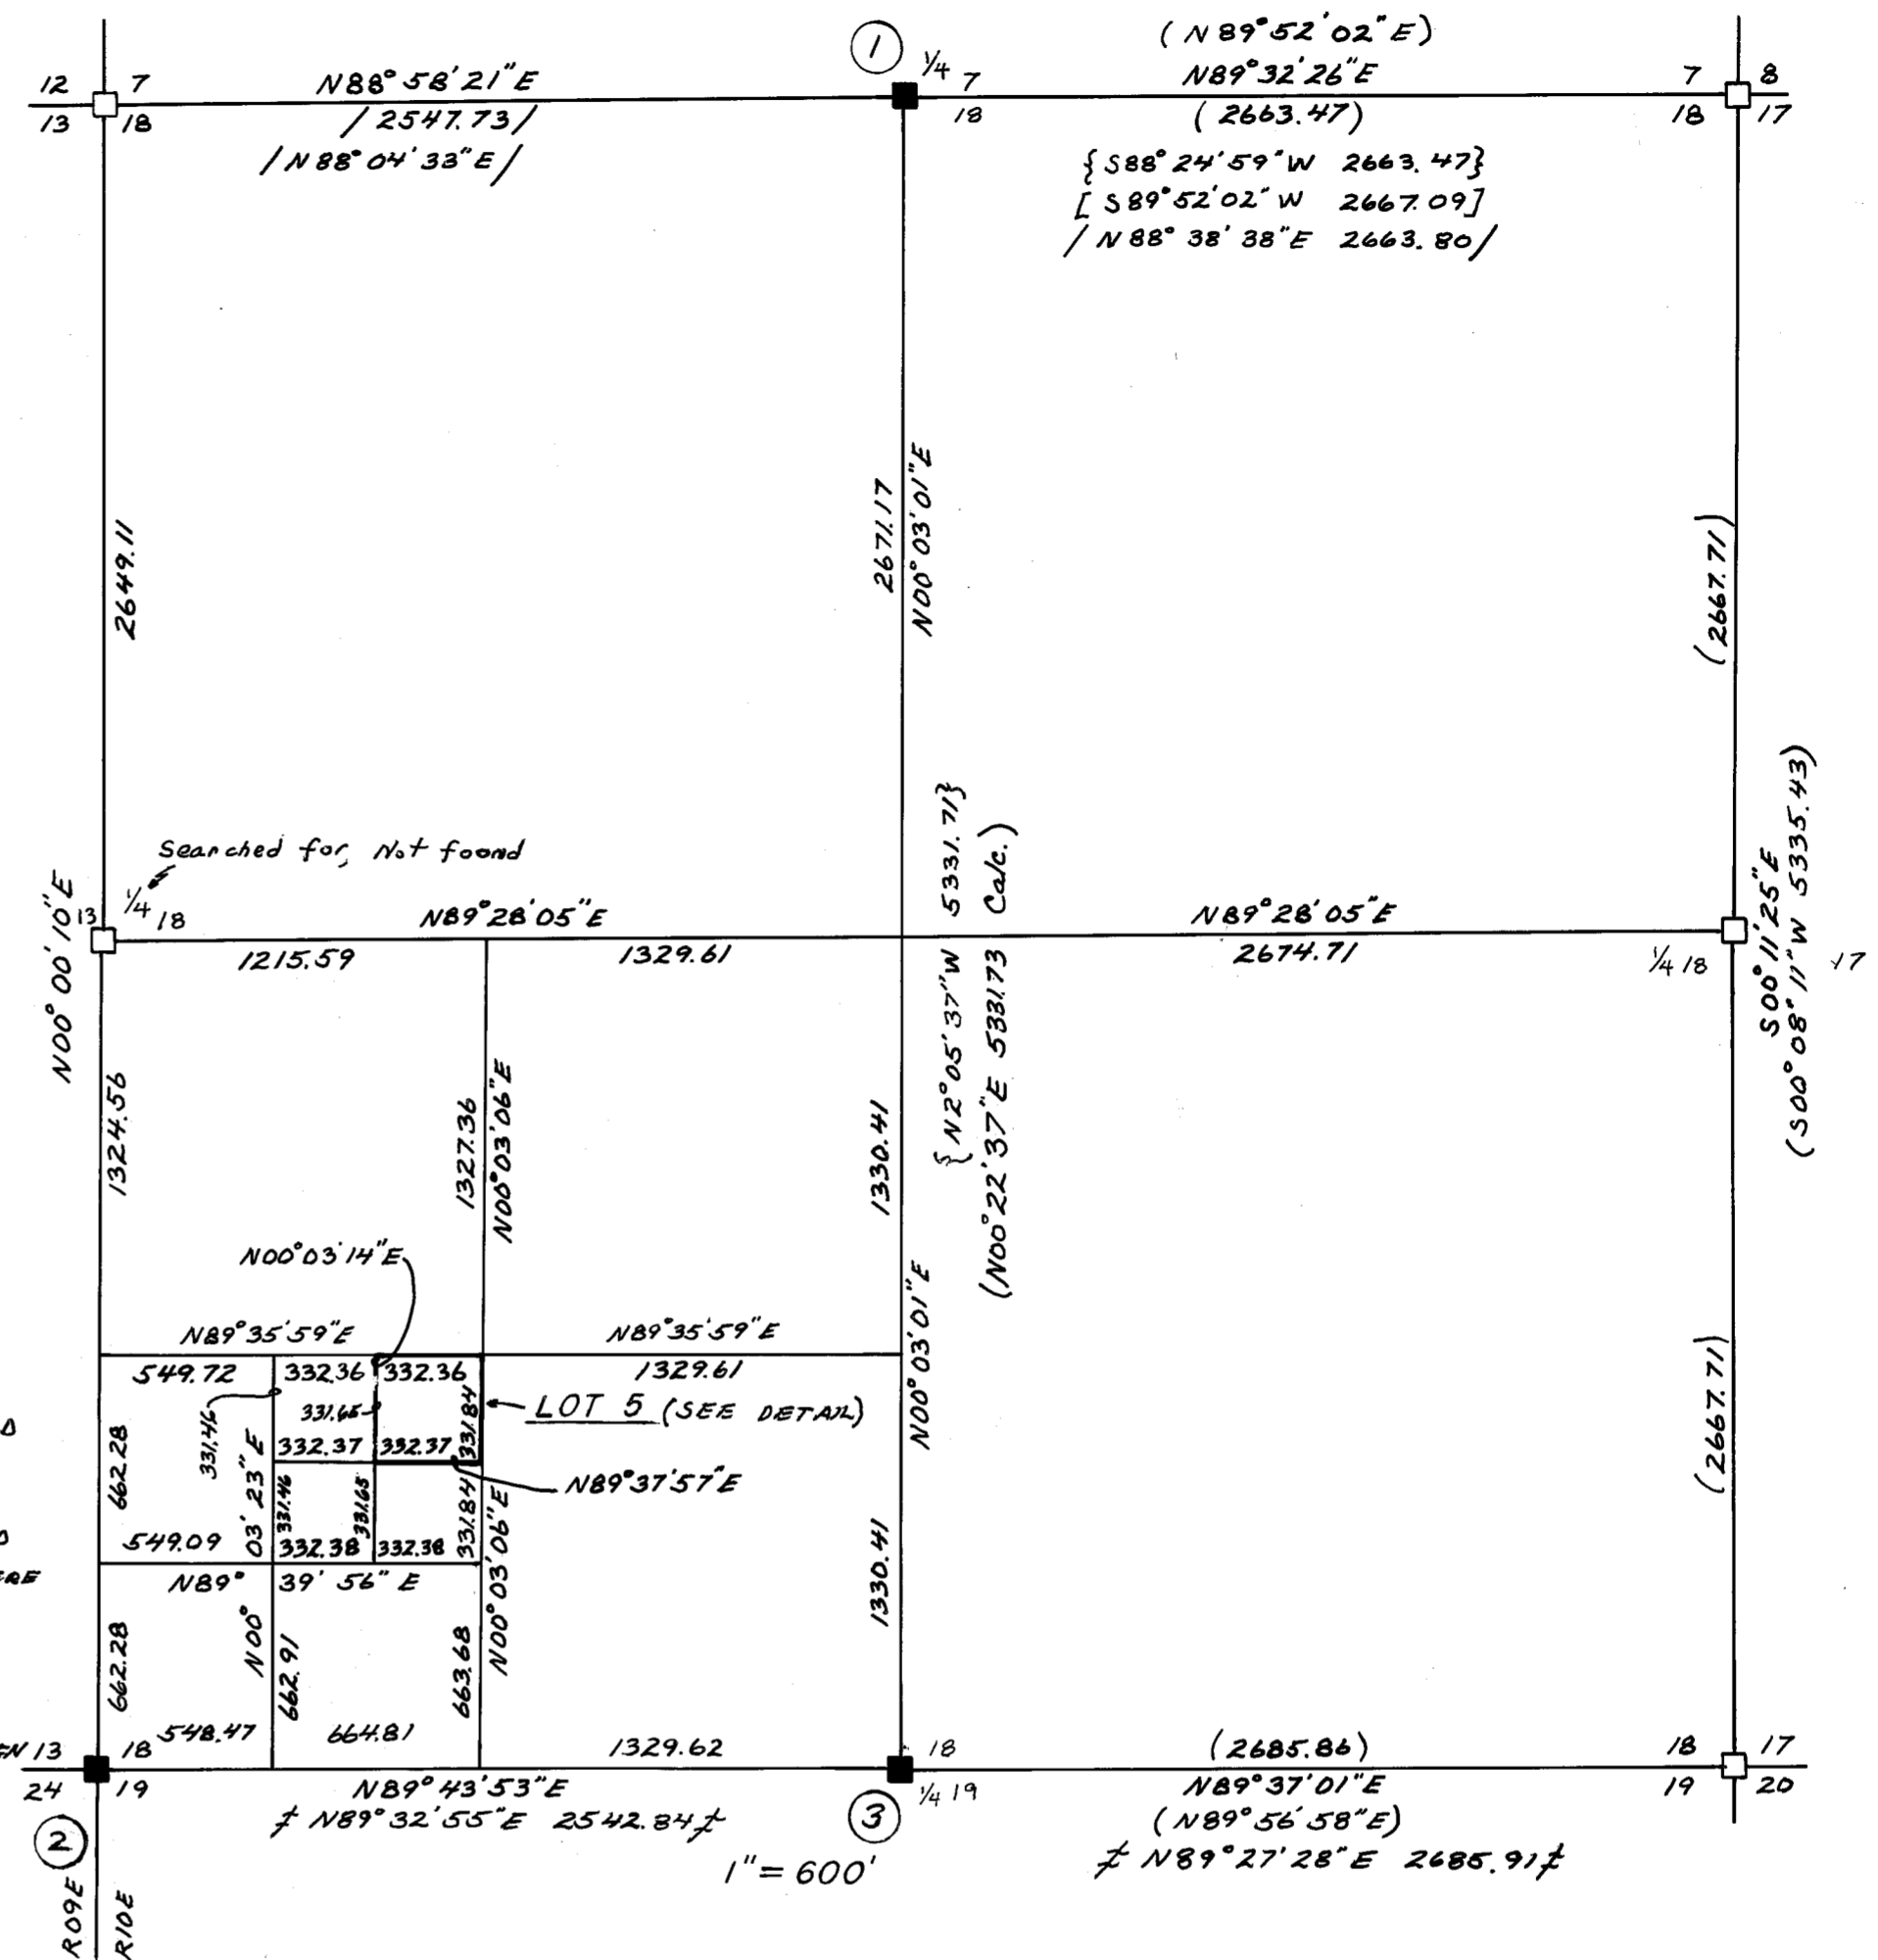 (N89°52'02"E)
1
1/4 7
18
12
7
N88°58'21"E
N89°32'26"E
7
8
13
18
/2547.73/
(2663.47)
18
17
/N88°04'33"E/
{S88°24'59"W 2663.47}
[S89°52'02"W 2667.09]
/N88°38'38"E 2663.80/
2649.11
2671.17
N00°03'01"E
(2667.71)
Searched for, Not found
13
1/4 18
N00°00'10"E
N89°28'05"E
1215.59
1329.61
N89°28'05"E
2674.71
1/4 18
17
S00°11'25"E
(S00°08'11"W 5335.43)
{N2°05'37"W 5331.71}
(N00°22'37"E 5331.73 Calc.)
1324.56
1327.36
N00°03'06"E
1330.41
N00°03'14"E
N89°35'59"E
N89°35'59"E
549.72
332.36
332.36
1329.61
N00°03'01"E
331.46
331.65
331.84
LOT 5 (SEE DETAIL)
332.37
332.37
N89°37'57"E
662.28
(2667.71)
331.46
331.65
331.84
N00°03'06"E
549.09
332.38
332.38
N89°39'56"E
N00°03'23"E
1330.41
662.28
662.91
663.68
548.47
664.81
1329.62
13
18
24
19
18
1/4 19
(2685.86)
18
17
19
20
N89°43'53"E
N89°37'01"E
2
N89°32'55"E 2542.84
3
(N89°56'58"E)
1"=600'
N89°27'28"E 2685.91
R09E
R10E